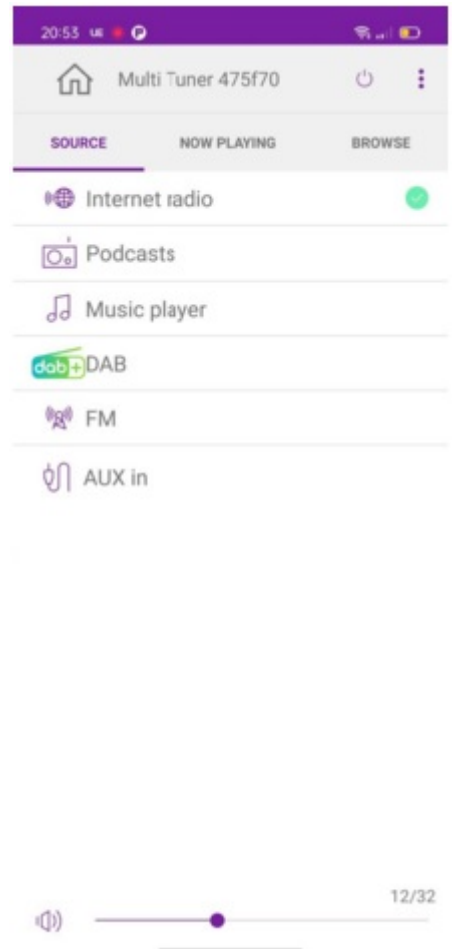 20:53
Multi Tuner 475f70
SOURCE NOW PLAYING BROWSE
Internet radio
Podcasts
Music player
dab+ DAB
FM
AUX in
12/32